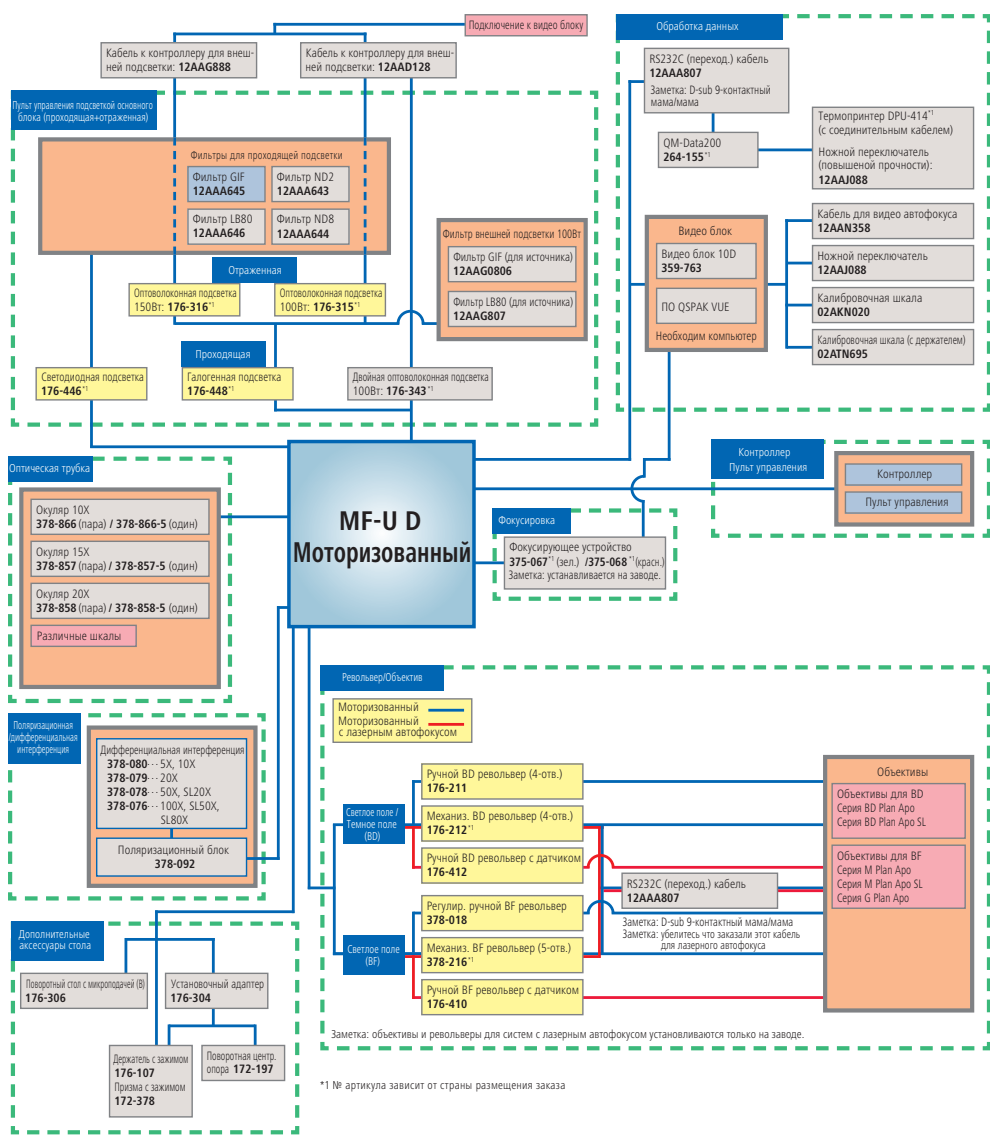 Подключение к видео блоку
Кабель к контроллеру для внеш-
ней подсветки: 12AAG888
Кабель к контроллеру для внеш-
ней подсветки: 12AAD128
Пульт управления подсветкой основного
блока (проходящая+отраженная)
Фильтры для проходящей подсветки
Фильтр GIF
12AAA645
Фильтр ND2
12AAA643
Фильтр LB80
12AAA646
Фильтр ND8
12AAA644
Фильтр внешней подсветки 100Вт
Фильтр GIF (для источника)
12AAG0806
Фильтр LB80 (для источника)
12AAG807
Отраженная
Оптоволоконная подсветка
150Вт: 176-316*1
Оптоволоконная подсветка
100Вт: 176-315*1
Проходящая
Светодиодная подсветка
176-446*1
Галогенная подсветка
176-448*1
Двойная оптоволоконная подсветка
100Вт: 176-343*1
Обработка данных
RS232C (переход.) кабель
12AAA807
Заметка: D-sub 9-контактный
мама/мама
QM-Data200
264-155*1
Термопринтер DPU-414*1
(с соединительным кабелем)
Ножной переключатель
(повышеной прочности):
12AAJ088
Видео блок
Видео блок 10D
359-763
ПО QSPAK VUE
Необходим компьютер
Кабель для видео автофокуса
12AAN358
Ножной переключатель
12AAJ088
Калибровочная шкала
02AKN020
Калибровочная шкала (с держателем)
02ATN695
Оптическая трубка
Окуляр 10X
378-866 (пара) / 378-866-5 (один)
Окуляр 15X
378-857 (пара) / 378-857-5 (один)
Окуляр 20X
378-858 (пара) / 378-858-5 (один)
Различные шкалы
MF-U D
Моторизованный
Контроллер
Пульт управления
Контроллер
Пульт управления
Фокусировка
Фокусирующее устройство
375-067*1 (зел.) /375-068*1(красн.)
Заметка: устанавливается на заводе.
Поляризационная
/дифференциальная
интерференция
Дифференциальная интерференция
378-080···5X, 10X
378-079···20X
378-078···50X, SL20X
378-076···100X, SL50X,
SL80X
Поляризационный блок
378-092
Дополнительные
аксессуары стола
Поворотный стол с микроподачей (B)
176-306
Установочный адаптер
176-304
Держатель с зажимом
176-107
Призма с зажимом
172-378
Поворотная центр.
опора 172-197
Револьвер/Объектив
Моторизованный
Моторизованный
с лазерным автофокусом
Светлое поле /
Темное поле
(BD)
Ручной BD револьвер (4-отв.)
176-211
Механиз. BD револьвер (4-отв.)
176-212*1
Ручной BD револьвер с датчиком
176-412
Светлое поле
(BF)
Регулир. ручной BF револьвер
378-018
Механиз. BF револьвер (5-отв.)
378-216*1
Ручной BF револьвер с датчиком
176-410
RS232C (переход.) кабель
12AAA807
Заметка: D-sub 9-контактный мама/мама
Заметка: убелитесь что заказали этот кабель
для лазерного автофокуса
Объективы
Объективы для BD
Серия BD Plan Apo
Серия BD Plan Apo SL
Объективы для BF
Серия M Plan Apo
Серия M Plan Apo SL
Серия G Plan Apo
Заметка: объективы и револьверы для систем с лазерным автофокусом устанавливаются только на заводе.
*1 № артикула зависит от страны размещения заказа